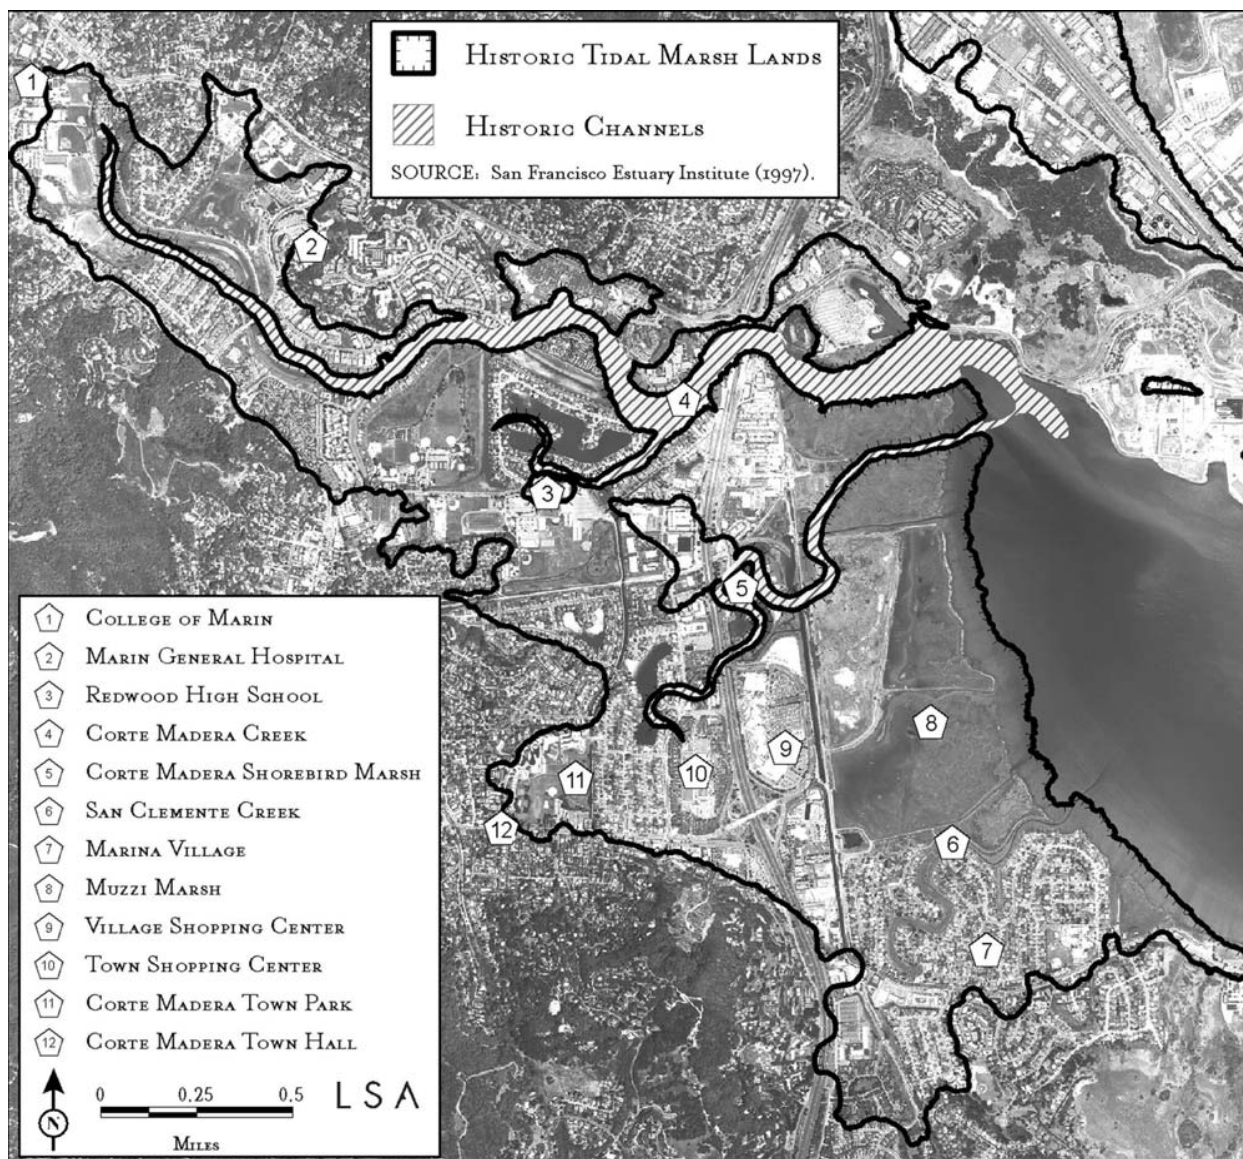 Historic Tidal Marsh Lands
Historic Channels
SOURCE: San Francisco Estuary Institute (1997).
1
2
3
4
5
6
7
8
9
10
11
12
1 College of Marin
2 Marin General Hospital
3 Redwood High School
4 Corte Madera Creek
5 Corte Madera Shorebird Marsh
6 San Clemente Creek
7 Marina Village
8 Muzzi Marsh
9 Village Shopping Center
10 Town Shopping Center
11 Corte Madera Town Park
12 Corte Madera Town Hall
N
0 0.25 0.5
Miles
LSA